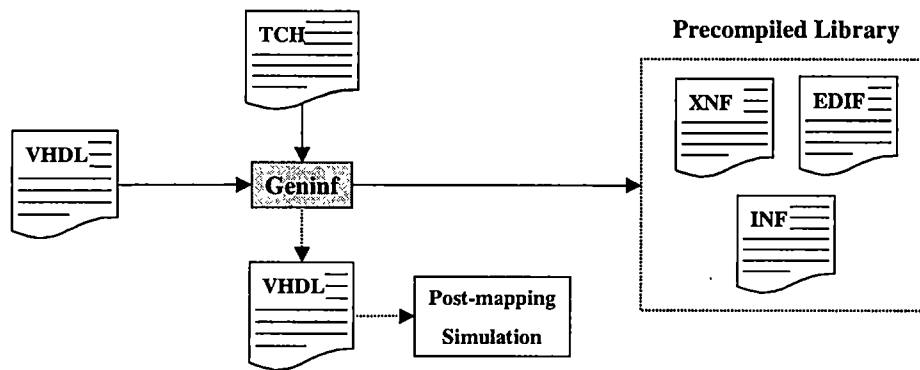 TCH
Precompiled Library
XNF
EDIF
VHDL
Geninf
INF
VHDL
Post-mapping
Simulation